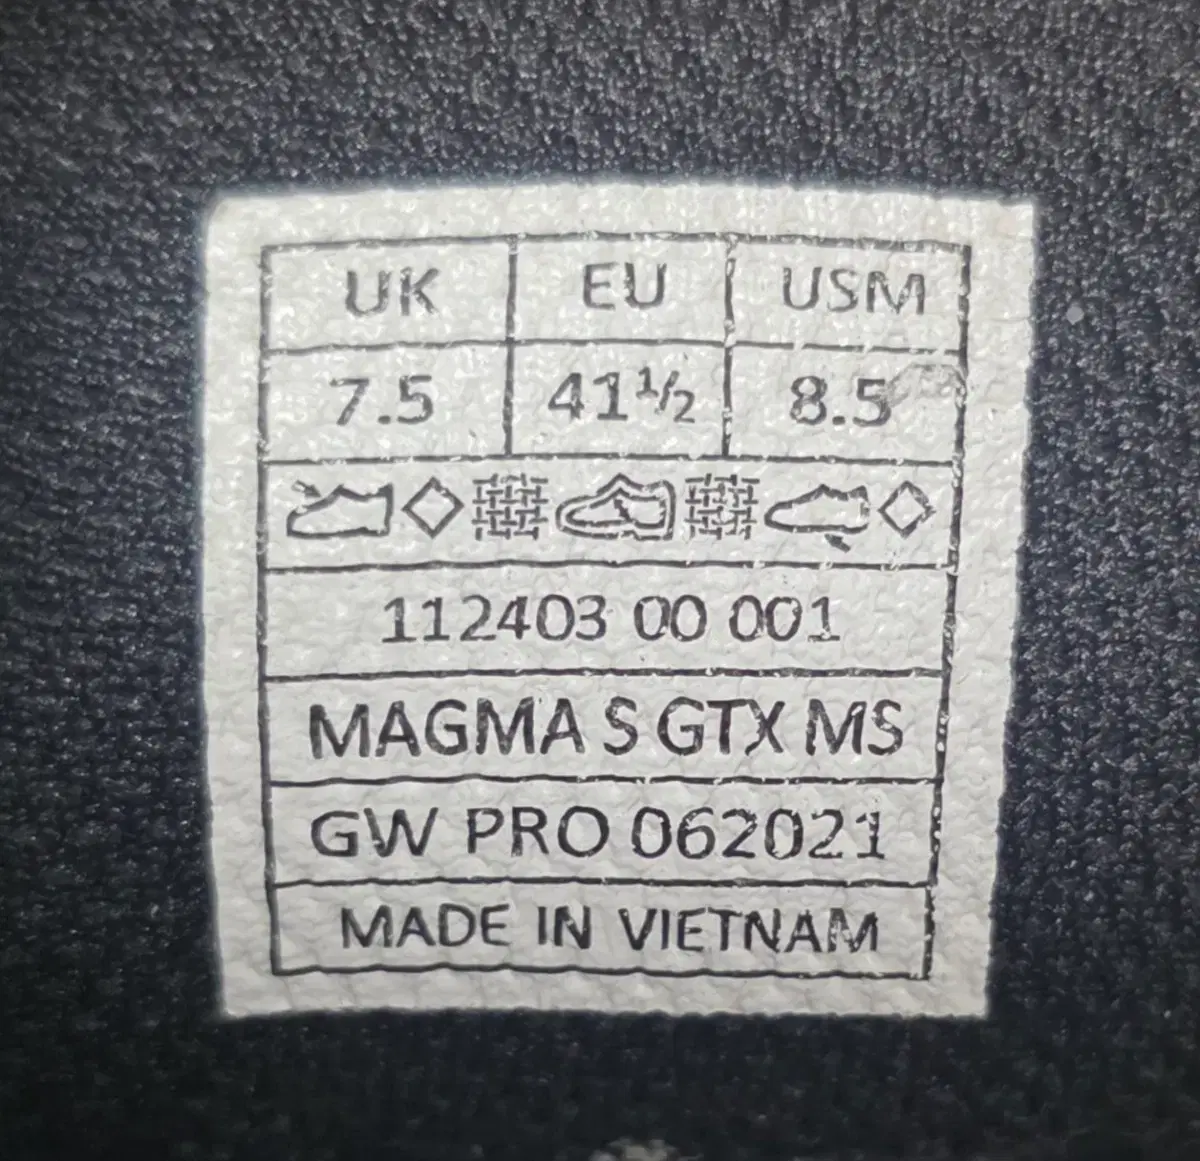 UK EU USM
7.5 41½ 8.5
112403 00 001
MAGMA S GTX MS
GW PRO 062021
MADE IN VIETNAM